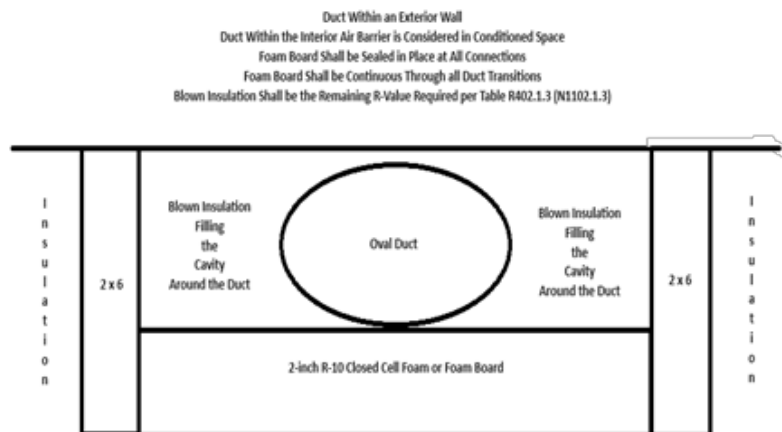 Duct Within an Exterior Wall
Duct Within the Interior Air Barrier is Considered in Conditioned Space
Foam Board Shall be Sealed in Place at All Connections
Foam Board Shall be Continuous Through all Duct Transitions
Blown Insulation Shall be the Remaining R-Value Required per Table R402.1.3 (N1102.1.3)
Insulation
2 x 6
Blown Insulation
Filling
the
Cavity
Around the Duct
Oval Duct
Blown Insulation
Filling
the
Cavity
Around the Duct
2 x 6
Insulation
2-inch R-10 Closed Cell Foam or Foam Board